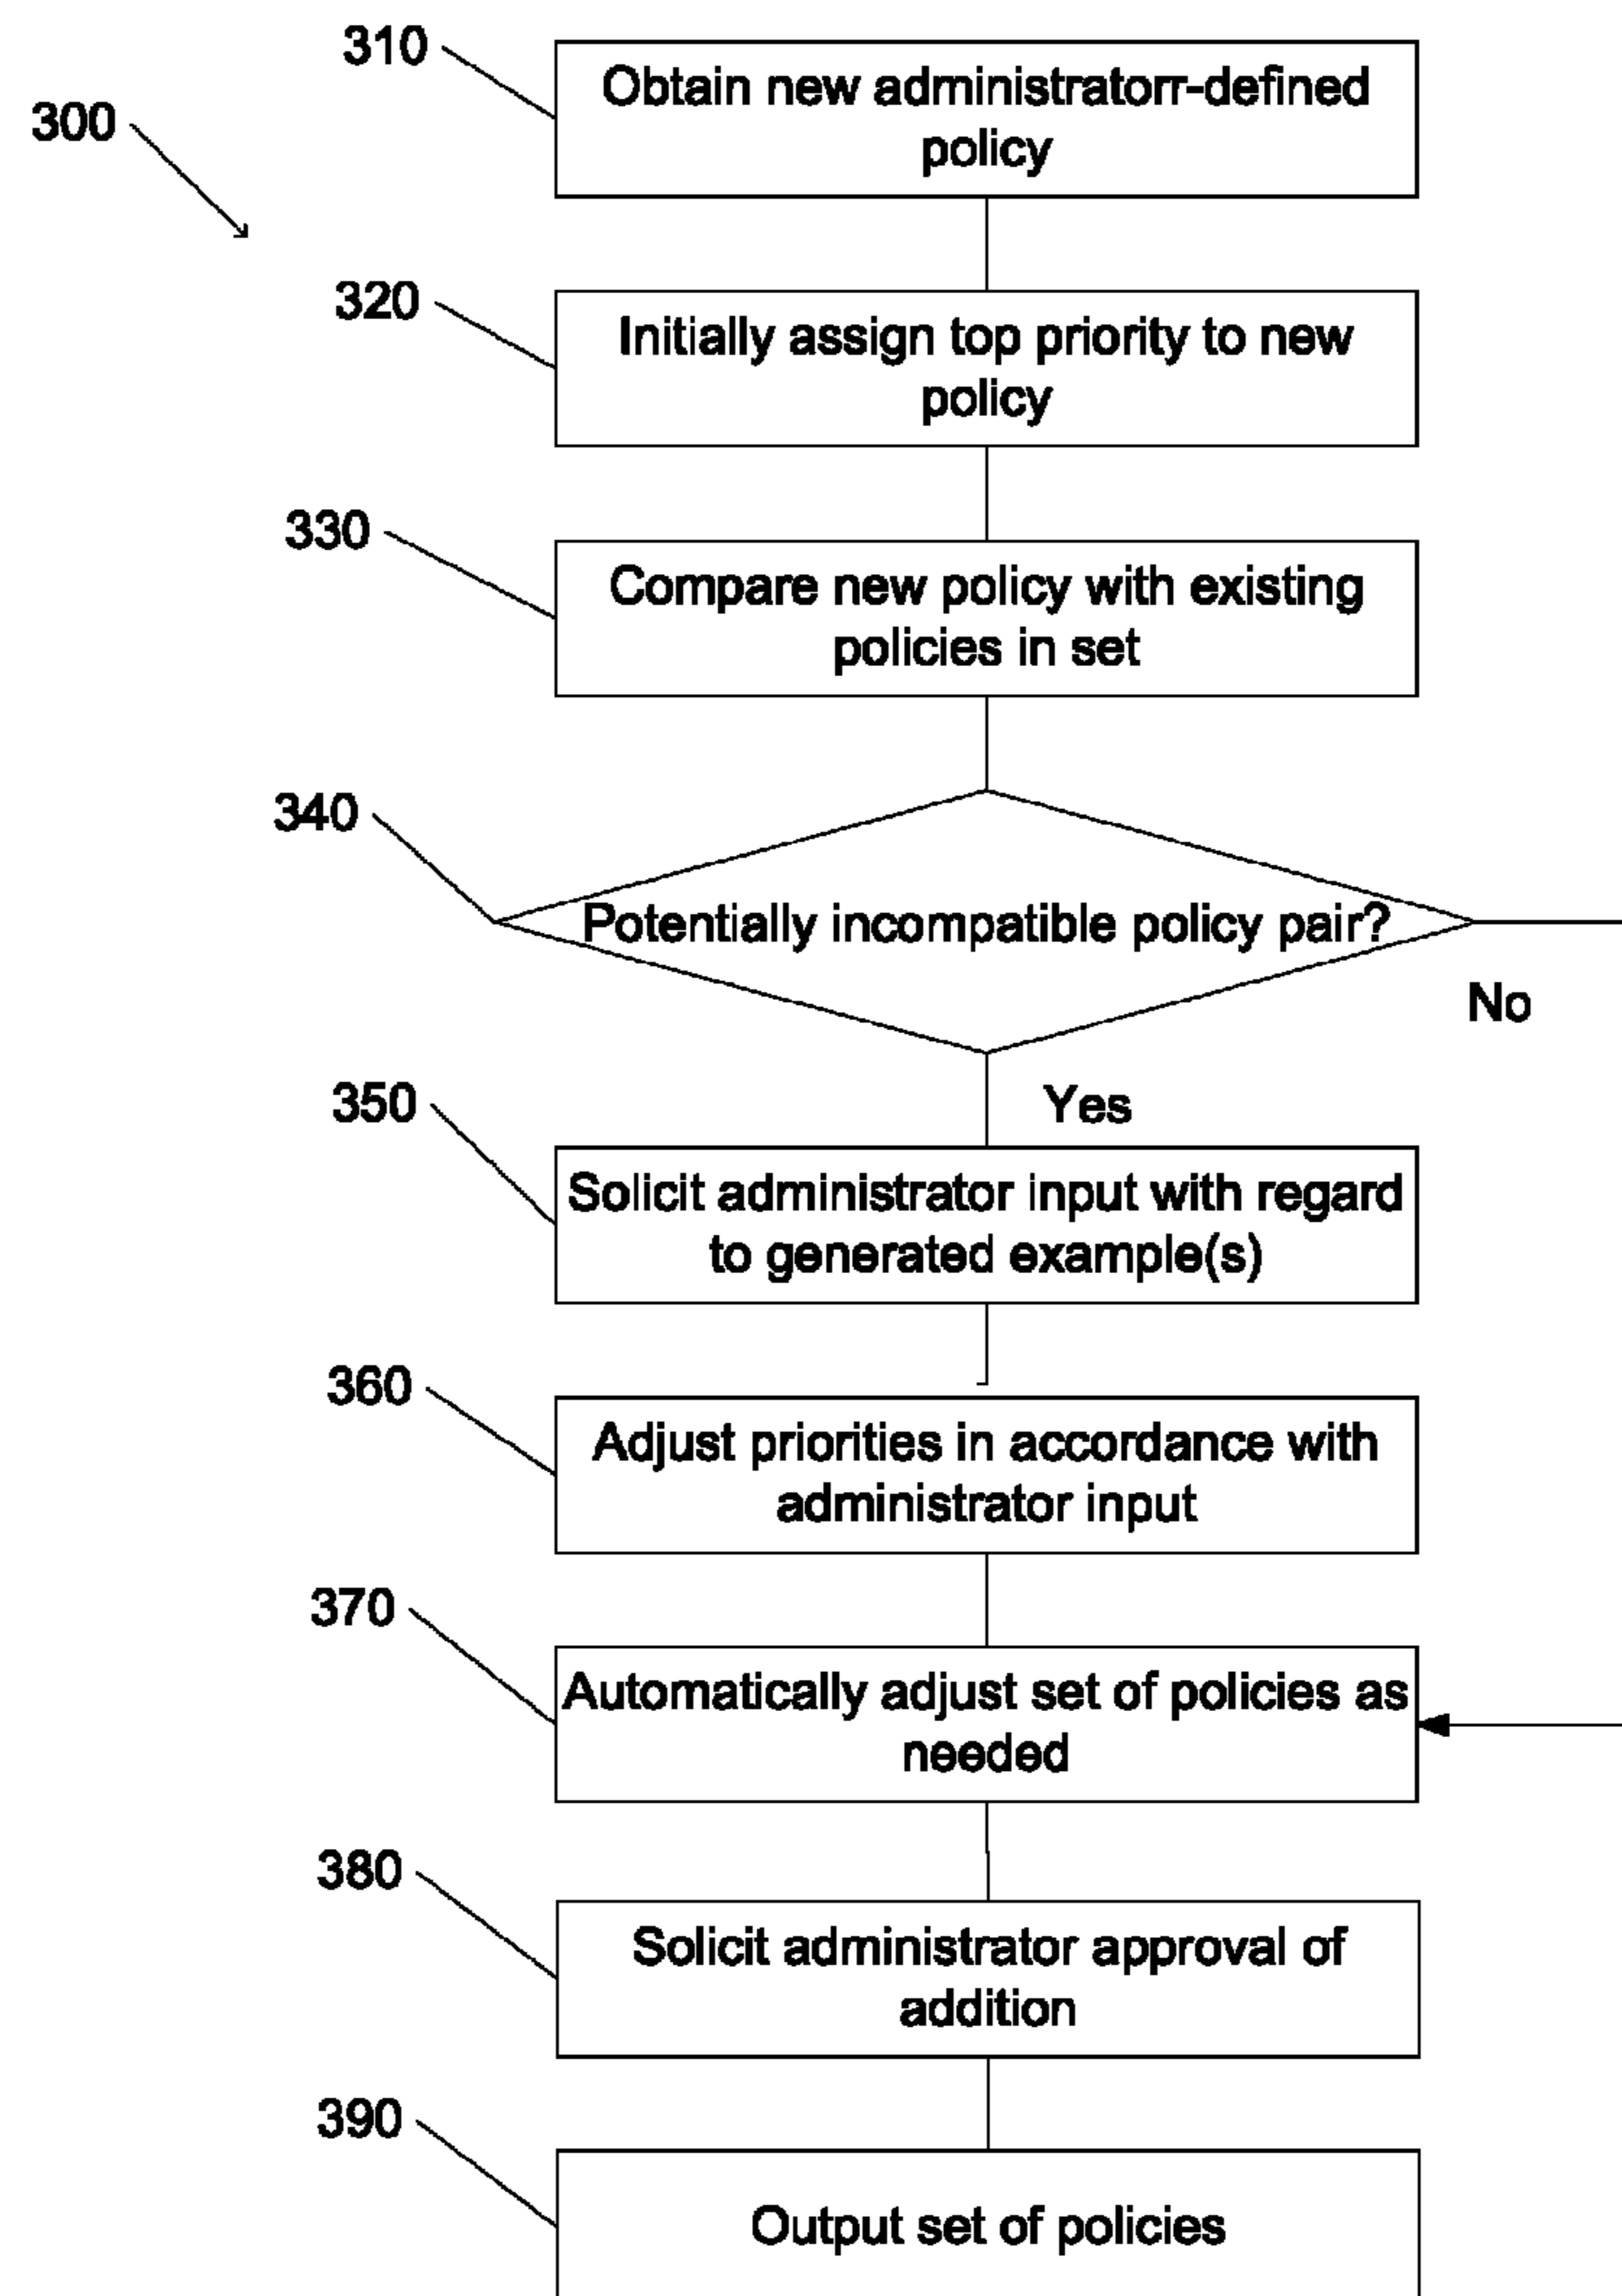 310
Obtain new administratorr-defined
policy
300
320
Initially assign top priority to new
policy
330
Compare new policy with existing
policies in set
340
Potentially incompatible policy pair?
No
350
Yes
Solicit administrator input with regard
to generated example(s)
360
Adjust priorities in accordance with
administrator input
370
Automatically adjust set of policies as
needed
380
Solicit administrator approval of
addition
390
Output set of policies